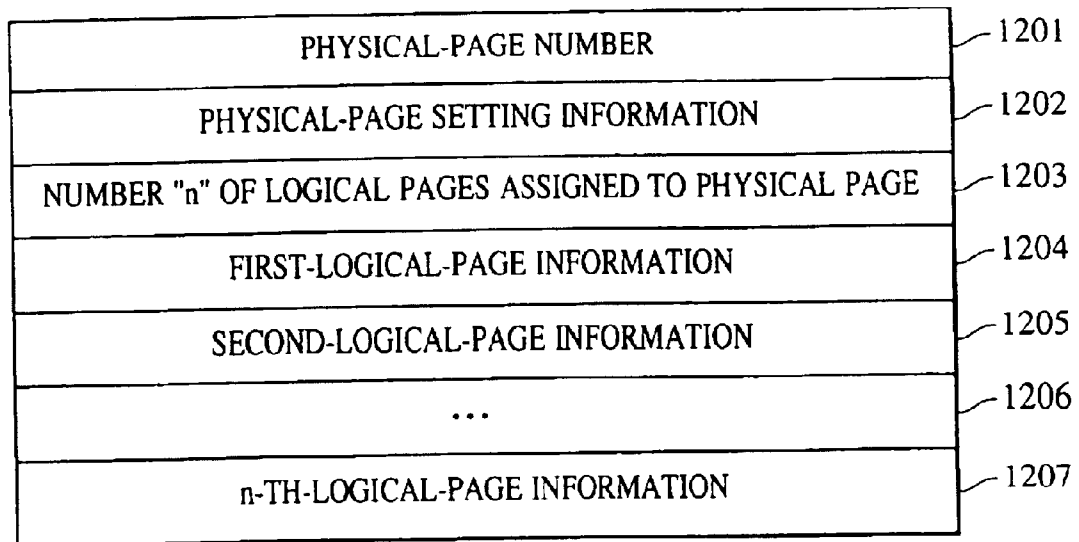 PHYSICAL-PAGE NUMBER 1201
PHYSICAL-PAGE SETTING INFORMATION 1202
NUMBER "n" OF LOGICAL PAGES ASSIGNED TO PHYSICAL PAGE 1203
FIRST-LOGICAL-PAGE INFORMATION 1204
SECOND-LOGICAL-PAGE INFORMATION 1205
... 1206
n-TH-LOGICAL-PAGE INFORMATION 1207